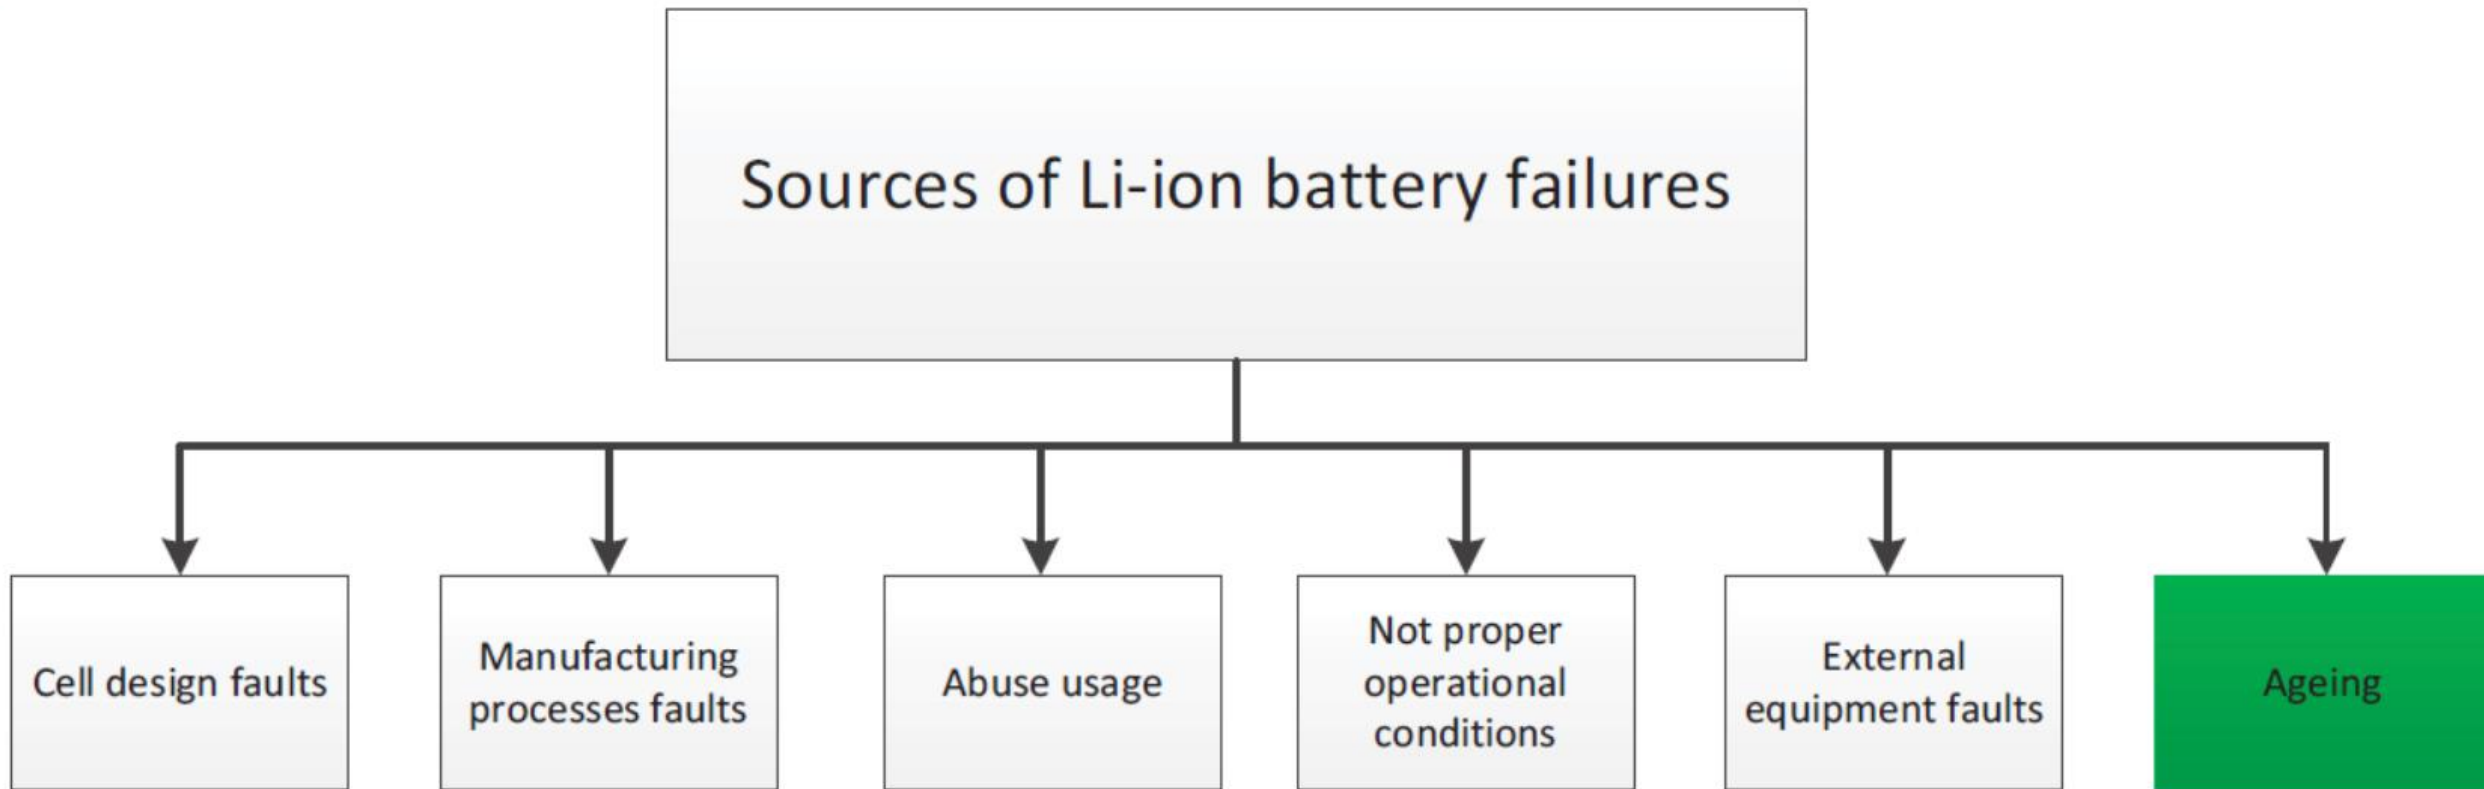 Sources of Li-ion battery failures
Cell design faults
Manufacturing
processes faults
Abuse usage
Not proper
operational
conditions
External
equipment faults
Ageing